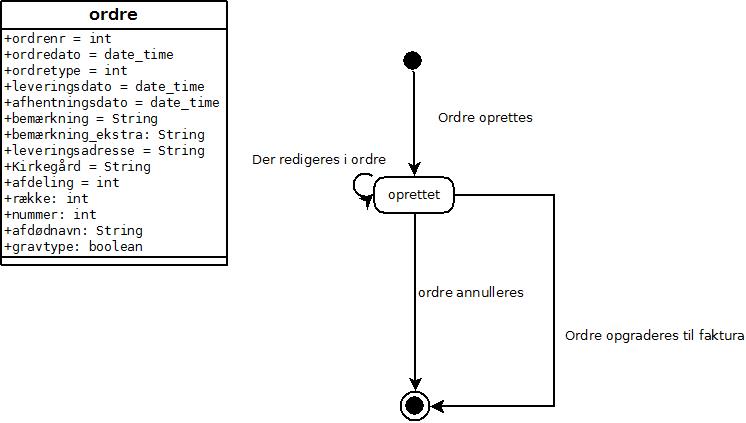 ordre
+ordrenr = int
+ordredato = date_time
+ordretype = int
+leveringsdato = date_time
+afhentningsdato = date_time
+bemærkning = String
+bemærkning_ekstra: String
+leveringsadresse = String
+Kirkegård = String
+afdeling = int
+række: int
+nummer: int
+afdødnavn: String
+gravtype: boolean
Ordre oprettes
Der redigeres i ordre
oprettet
ordre annulleres
Ordre opgraderes til faktura